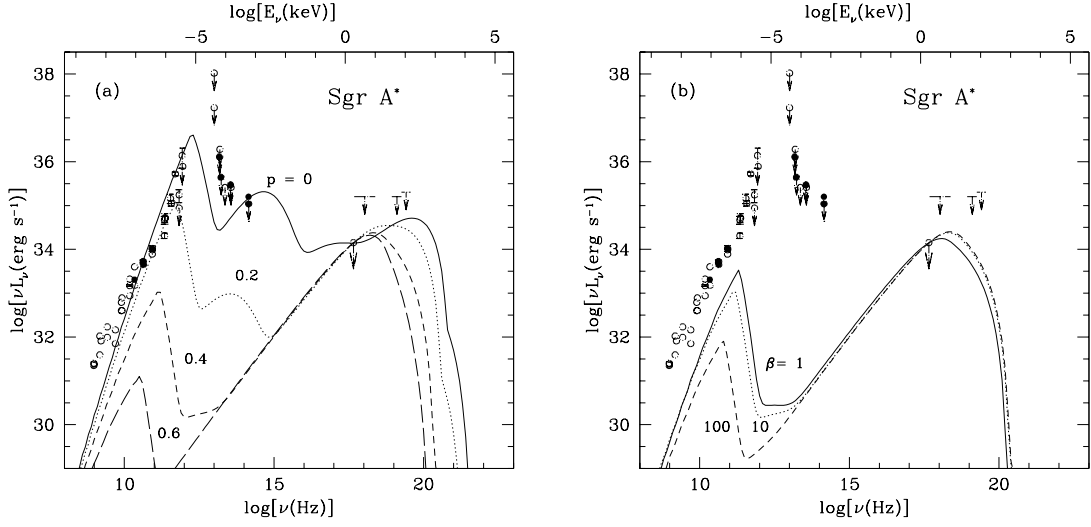 log[E_ν(keV)]
−5 0 5
(a)
Sgr A*
38
36
34
32
30
log[νL_ν(erg s⁻¹)]
p = 0
0.2
0.4
0.6
10 15 20
log[ν(Hz)]
log[E_ν(keV)]
−5 0 5
(b)
Sgr A*
38
36
34
32
30
log[νL_ν(erg s⁻¹)]
β= 1
100 10
10 15 20
log[ν(Hz)]